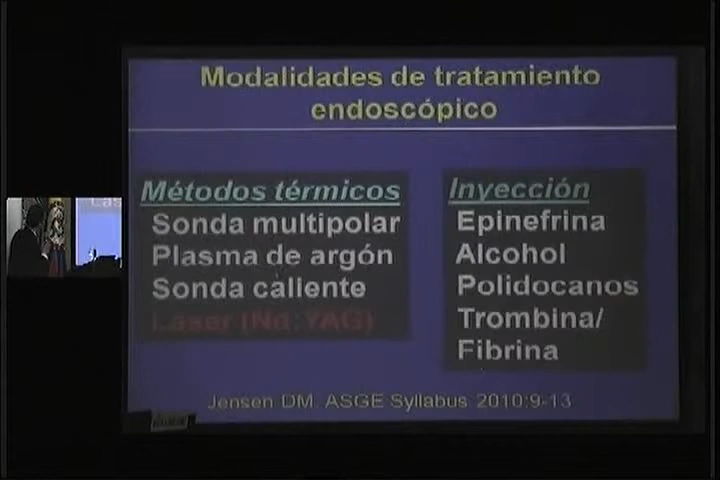 Modalidades de tratamiento
endoscópico
Métodos térmicos
Sonda multipolar
Plasma de argón
Sonda caliente
Laser (Nd:YAG)
Inyección
Epinefrina
Alcohol
Polidocanos
Trombina/
Fibrina
Jensen DM. ASGE Syllabus 2010:9-13